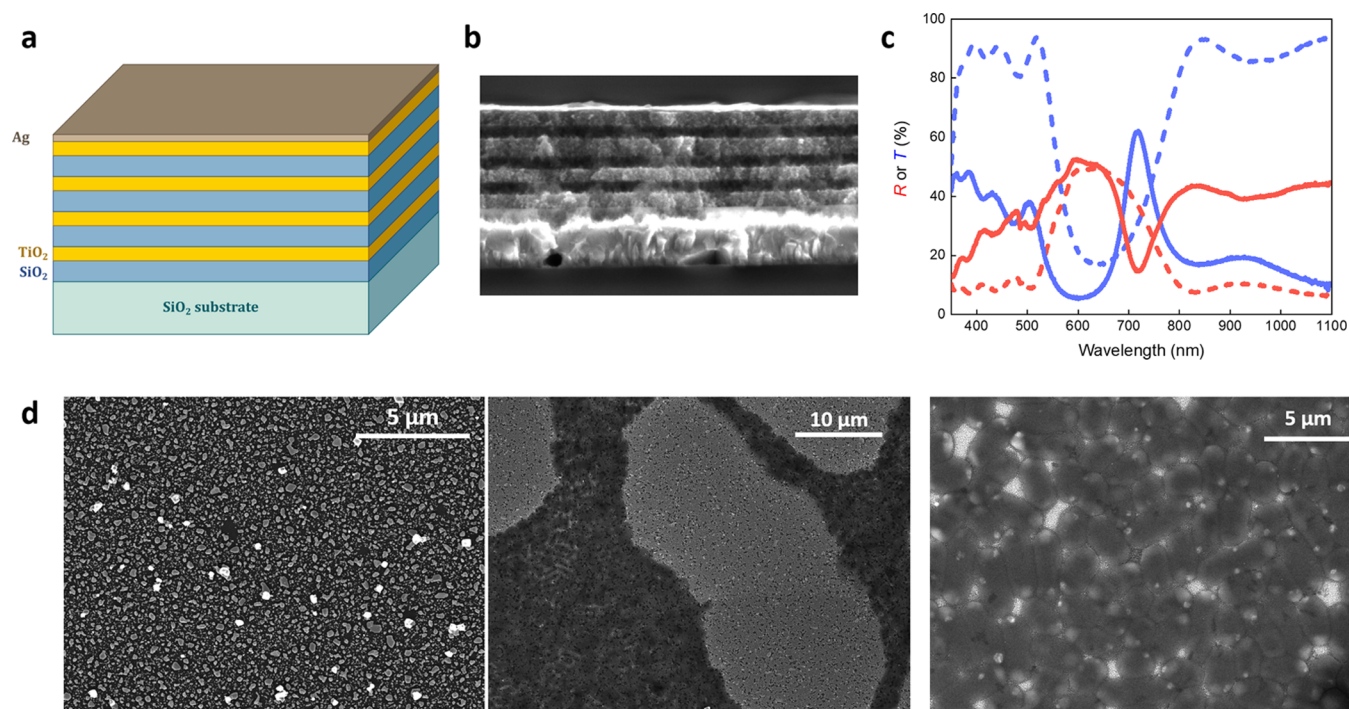 a
Ag
TiO₂
SiO₂
SiO₂ substrate
b
c
R or T (%)
100
80
60
40
20
0
400 500 600 700 800 900 1000 1100
Wavelength (nm)
d
5 μm
10 μm
5 μm